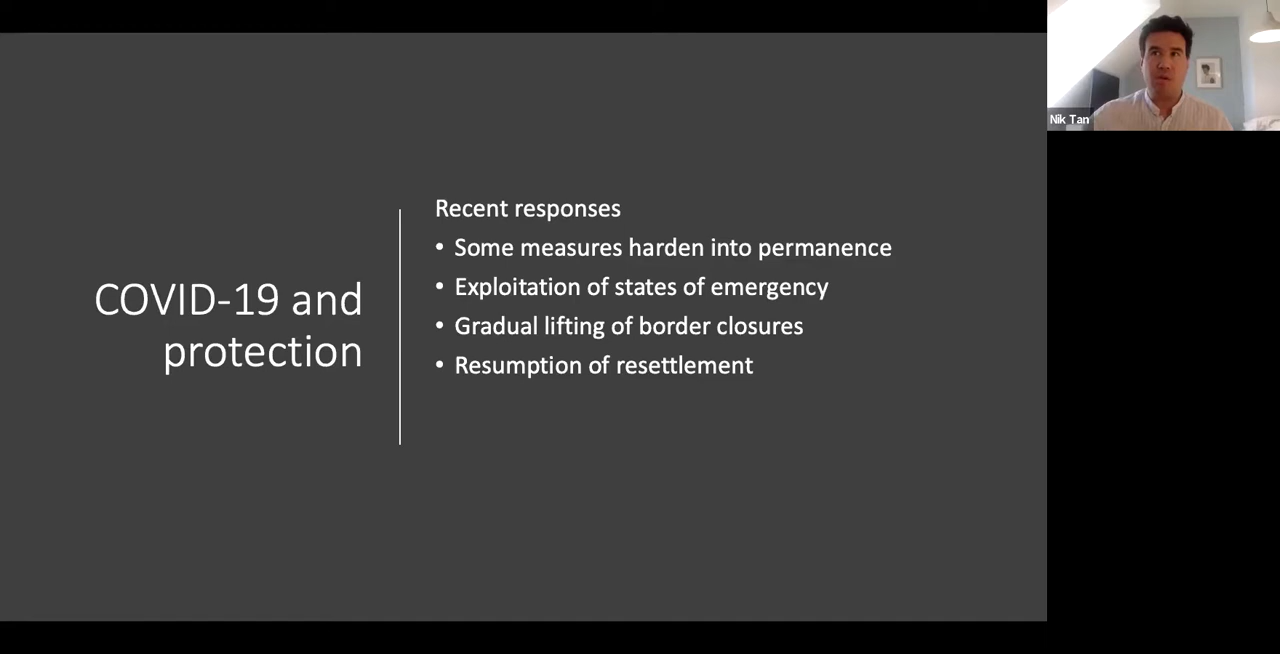 COVID-19 and
protection
Recent responses
• Some measures harden into permanence
• Exploitation of states of emergency
• Gradual lifting of border closures
• Resumption of resettlement
Nik Tan